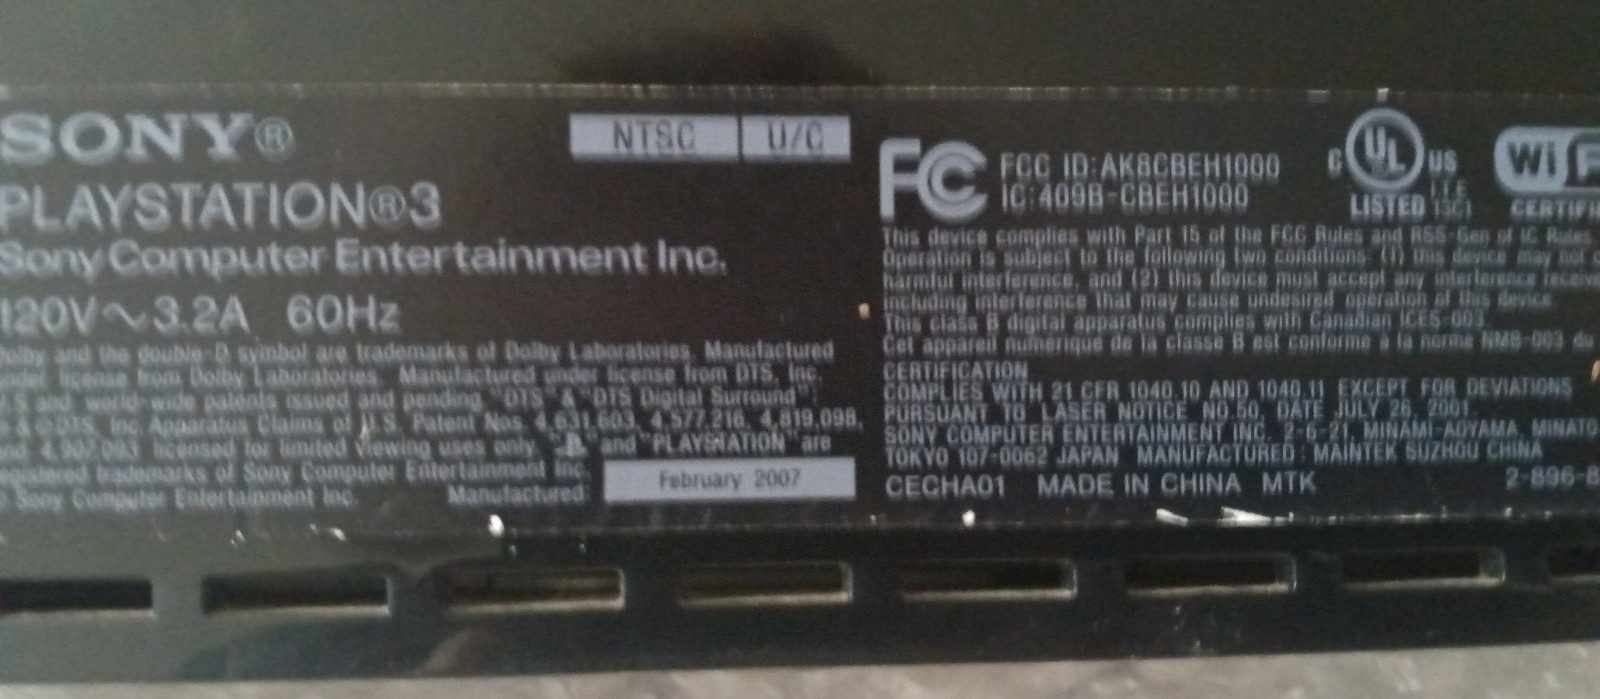 SONY®
NTSC U/C
PLAYSTATION®3
Sony Computer Entertainment Inc.
120V～3.2A 60Hz
and the double-D symbol are trademarks of Dolby Laboratories. Manufactured
license from Dolby Laboratories. Manufactured under license from DTS, Inc.
and world-wide patents issued and pending. "DTS" & "DTS Digital Surround"
Inc. Apparatus Claims of U.S. Patent Nos. 4,631,603, 4,577,216, 4,819,098,
4,907,093 licensed for limited viewing uses only. " " and "PLAYSTATION" are
trademarks of Sony Computer Entertainment Inc.
Sony Computer Entertainment Inc. Manufactured: February 2007
FC FCC ID:AK8CBEH1000
IC:409B-CBEH1000
C UL US
LISTED I.T.E. 13C1
Wi
This device complies with Part 15 of the FCC Rules and RSS-Gen of IC Rules.
Operation is subject to the following two conditions: (1) this device may not
harmful interference, and (2) this device must accept any interference
including interference that may cause undesired operation of this device.
This class B digital apparatus complies with Canadian ICES-003.
Cet appareil numérique de la classe B est conforme à la norme NMB-003 du
CERTIFICATION
COMPLIES WITH 21 CFR 1040.10 AND 1040.11 EXCEPT FOR DEVIATIONS
PURSUANT TO LASER NOTICE NO.50, DATE JULY 26, 2001.
SONY COMPUTER ENTERTAINMENT INC. 2-6-21, MINAMI-AOYAMA, MINATO
TOKYO 107-0062 JAPAN MANUFACTURED : MAINTEK SUZHOU CHINA
CECHA01 MADE IN CHINA MTK 2-896-8